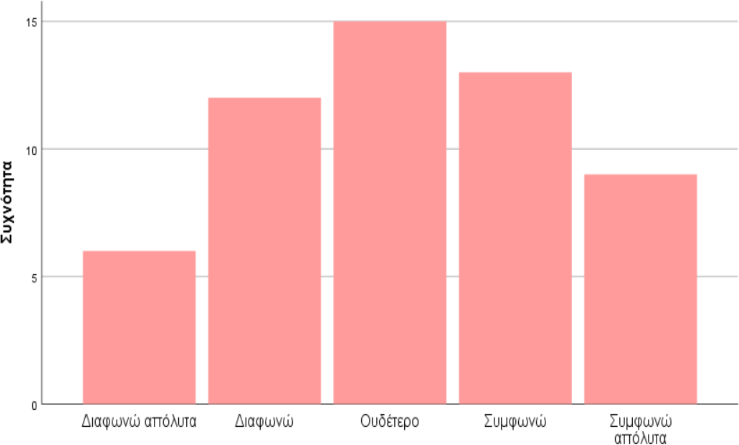 15
10
5
0
Συχνότητα
Διαφωνώ απόλυτα
Διαφωνώ
Ουδέτερο
Συμφωνώ
Συμφωνώ
απόλυτα